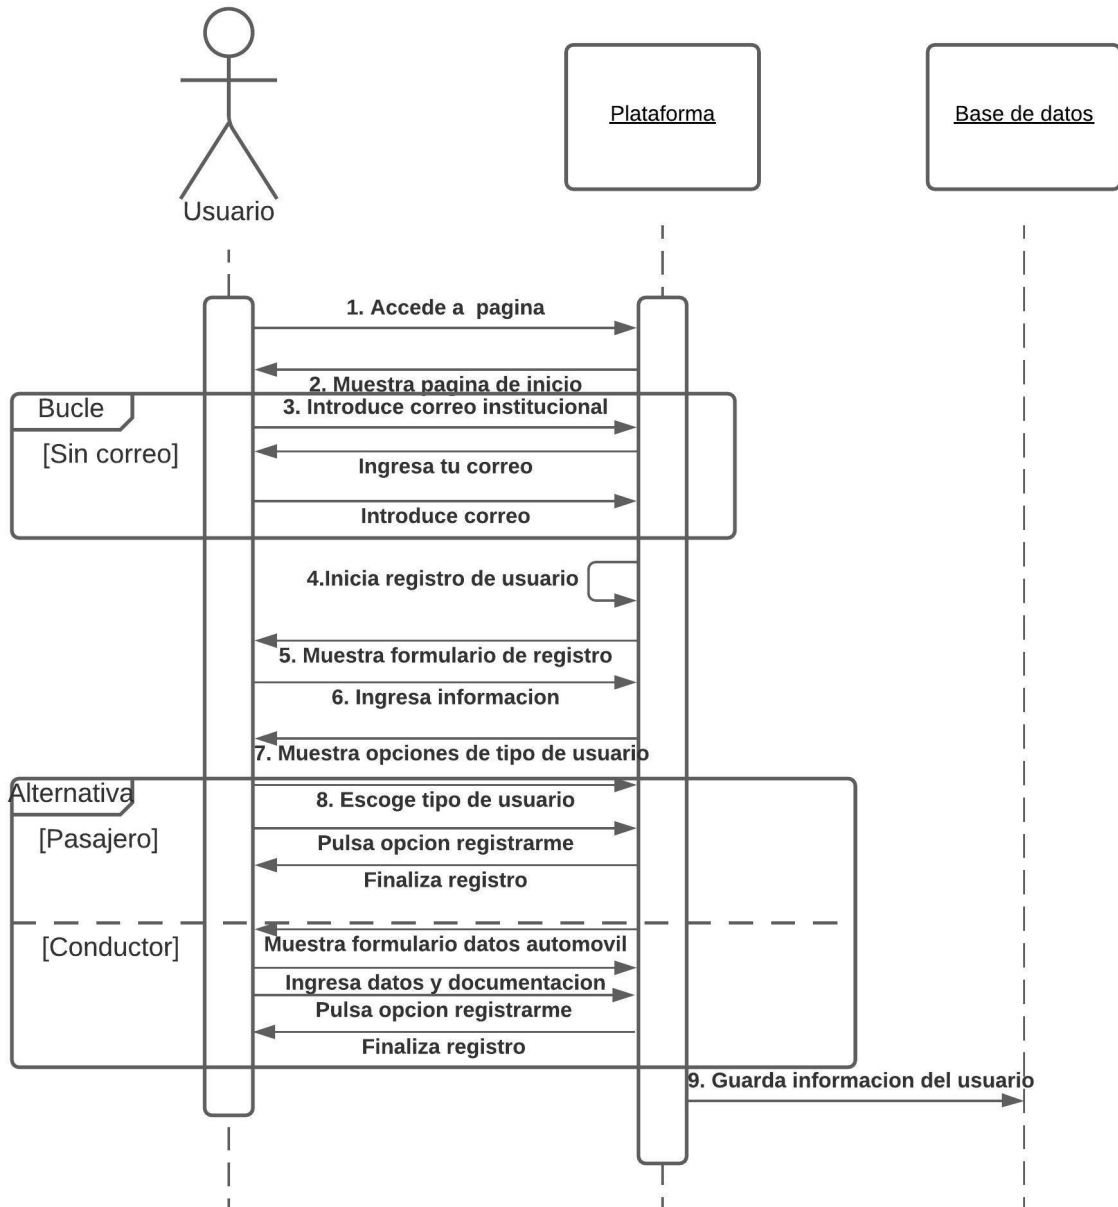 Usuario
Plataforma
Base de datos
1. Accede a  pagina
2. Muestra pagina de inicio
Bucle
3. Introduce correo institucional
[Sin correo]
Ingresa tu correo
Introduce correo
4.Inicia registro de usuario
5. Muestra formulario de registro
6. Ingresa informacion
7. Muestra opciones de tipo de usuario
Alternativa
8. Escoge tipo de usuario
[Pasajero]
Pulsa opcion registrarme
Finaliza registro
[Conductor]
Muestra formulario datos automovil
Ingresa datos y documentacion
Pulsa opcion registrarme
Finaliza registro
9. Guarda informacion del usuario